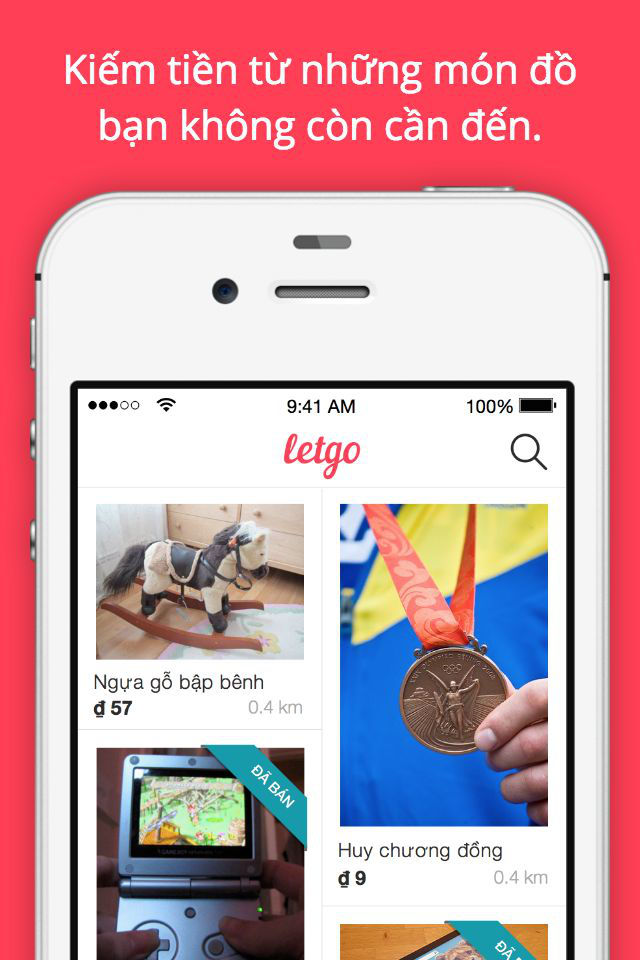 Kiếm tiền từ những món đồ
bạn không còn cần đến.
9:41 AM
100%
letgo
Ngựa gỗ bập bênh
₫ 57
0.4 km
ĐÃ BÁN
Huy chương đồng
₫ 9
0.4 km